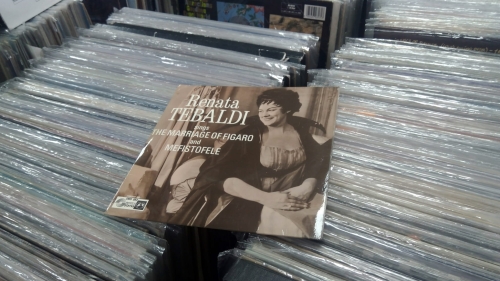 Renata
TEBALDI
sings
THE MARRIAGE OF FIGARO
and
MEFISTOFELE